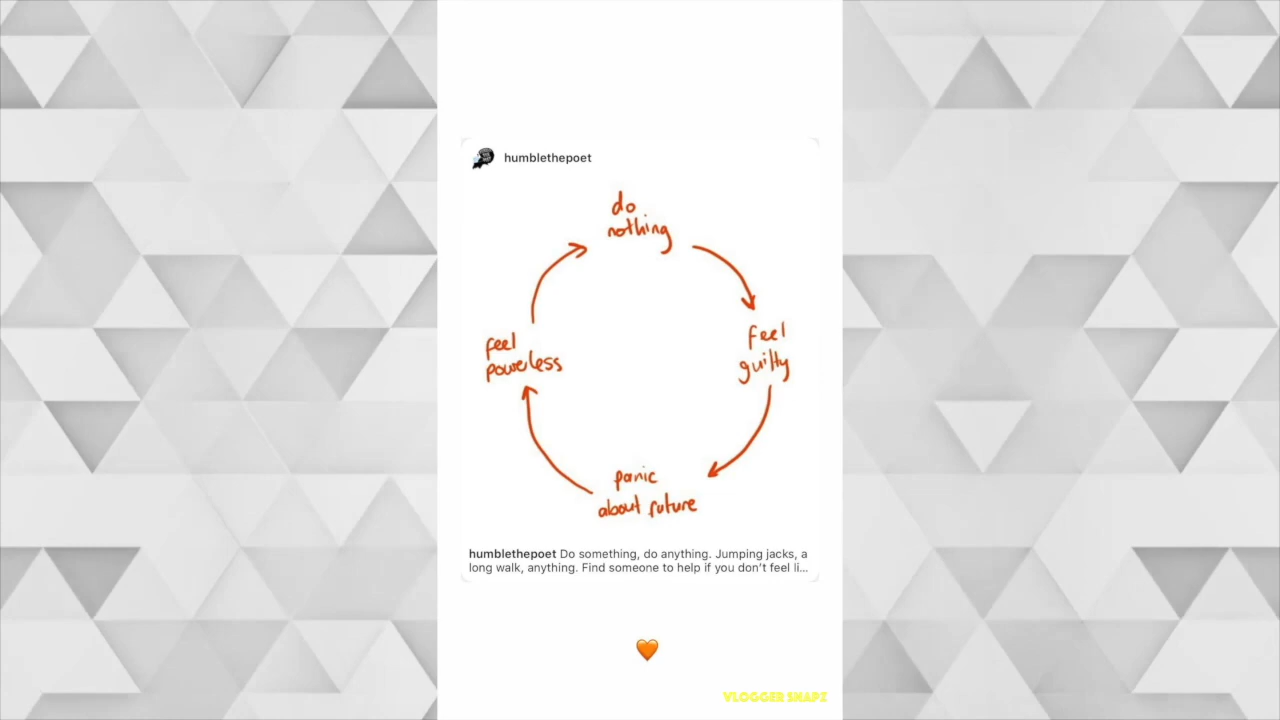 humblethepoet
do
nothing
feel
guilty
panic
about future
feel
powerless
humblethepoet Do something, do anything. Jumping jacks, a
long walk, anything. Find someone to help if you don’t feel li...
VLOGGER SNAPZ